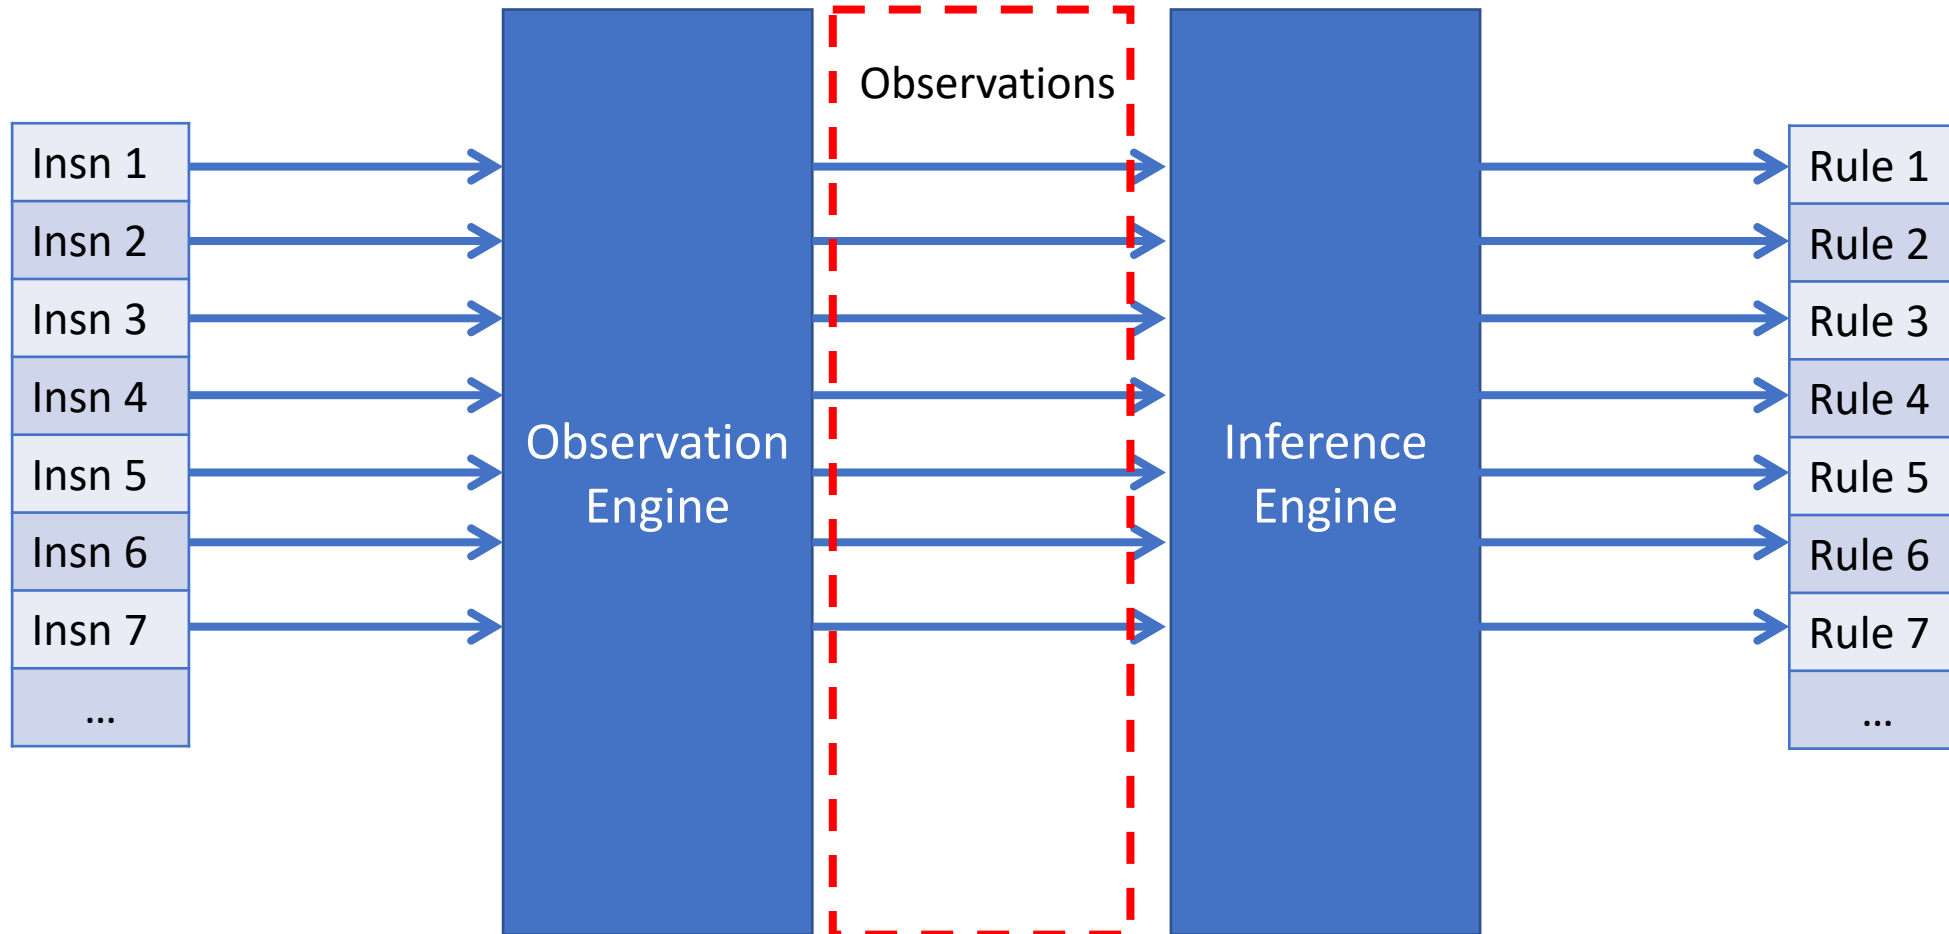 Observations
Insn 1
Insn 2
Insn 3
Insn 4
Insn 5
Insn 6
Insn 7
...
Observation
Engine
Inference
Engine
Rule 1
Rule 2
Rule 3
Rule 4
Rule 5
Rule 6
Rule 7
...